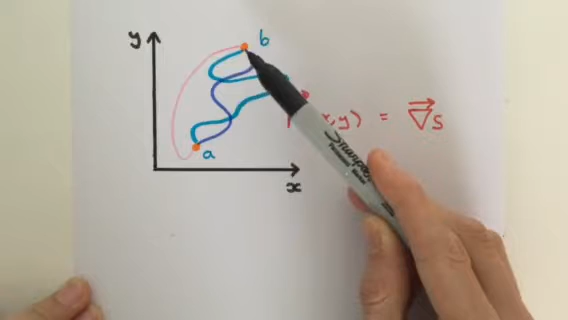 y
b
x,y) = ∇⃗s
a
x
Sharpie